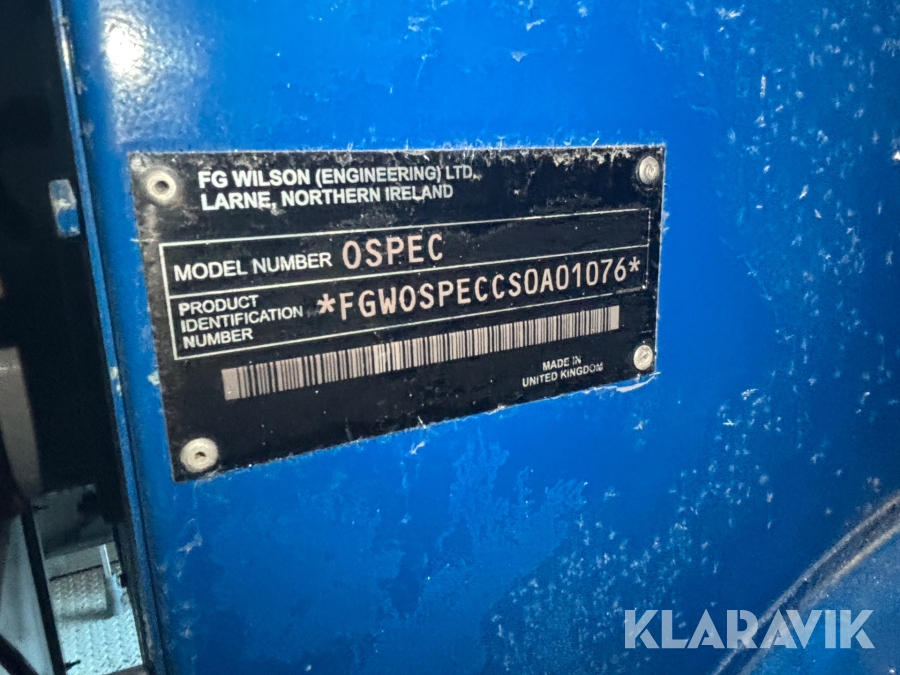 FG WILSON (ENGINEERING) LTD.
LARNE, NORTHERN IRELAND
MODEL NUMBER OSPEC
PRODUCT
IDENTIFICATION
NUMBER
*FGWOSPECCSOA01076*
MADE IN
UNITED KINGDOM
KLARAVIK